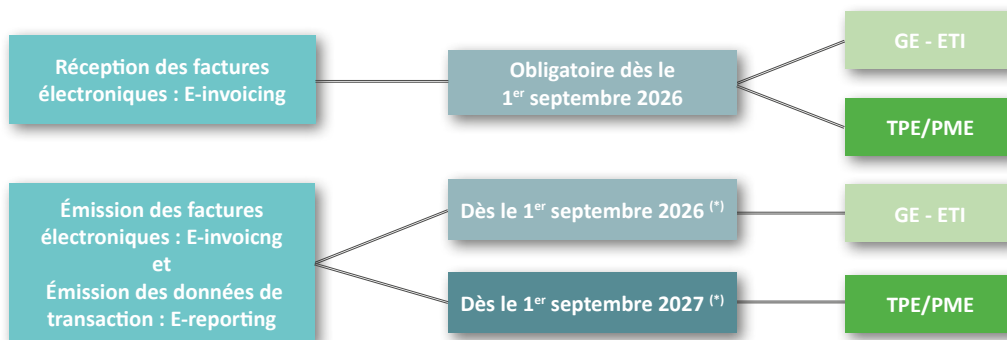 Réception des factures
électroniques : E-invoicing
Obligatoire dès le
1er septembre 2026
GE - ETI
TPE/PME
Émission des factures
électroniques : E-invoicng
et
Émission des données de
transaction : E-reporting
Dès le 1er septembre 2026 (*)
GE - ETI
Dès le 1er septembre 2027 (*)
TPE/PME